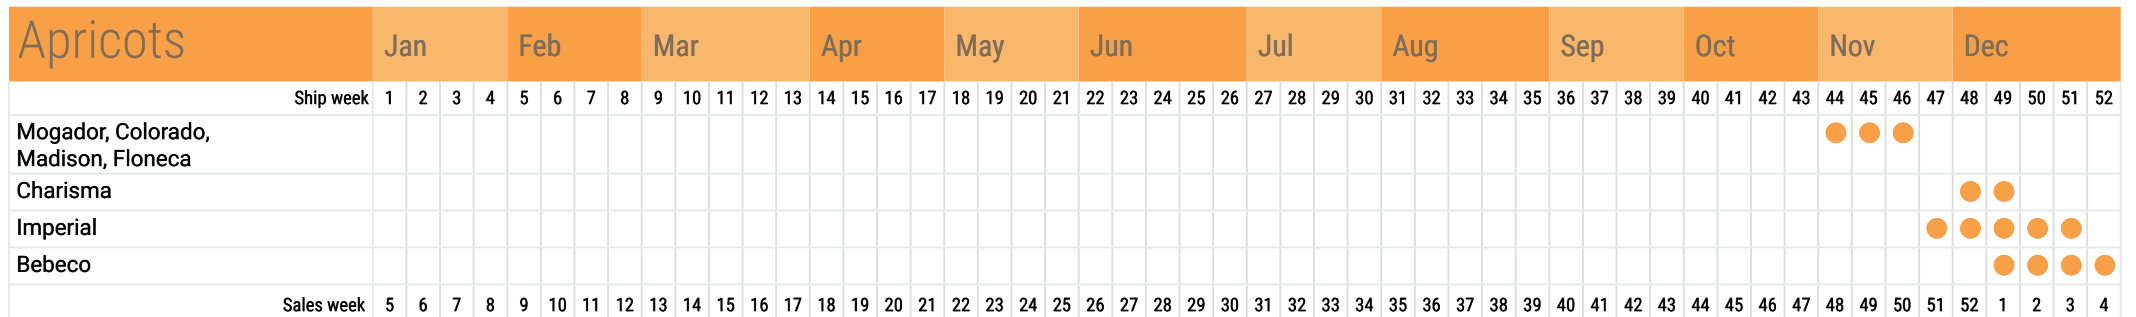 Apricots Jan Feb Mar Apr May Jun Jul Aug Sep Oct Nov Dec
Ship week 1 2 3 4 5 6 7 8 9 10 11 12 13 14 15 16 17 18 19 20 21 22 23 24 25 26 27 28 29 30 31 32 33 34 35 36 37 38 39 40 41 42 43 44 45 46 47 48 49 50 51 52
Mogador, Colorado,
Madison, Floneca
Charisma
Imperial
Bebeco
Sales week 5 6 7 8 9 10 11 12 13 14 15 16 17 18 19 20 21 22 23 24 25 26 27 28 29 30 31 32 33 34 35 36 37 38 39 40 41 42 43 44 45 46 47 48 49 50 51 52 1 2 3 4